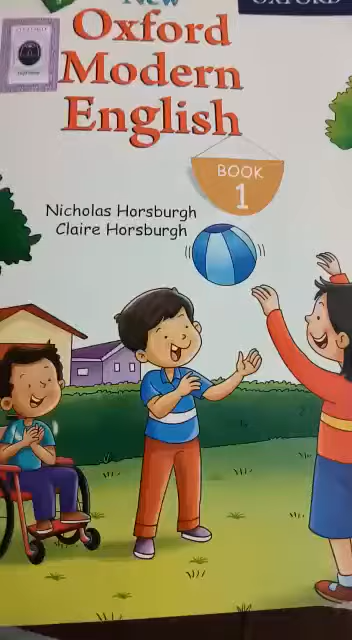 New
OXFORD
Oxford
Modern
English
BOOK
1
Nicholas Horsburgh
Claire Horsburgh